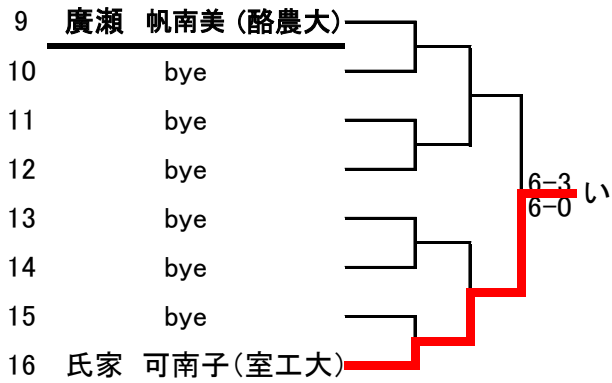 9 廣瀬 帆南美(酪農大)
10 bye
11 bye
12 bye
6-3 い
6-0
13 bye
14 bye
15 bye
16 氏家 可南子(室工大)